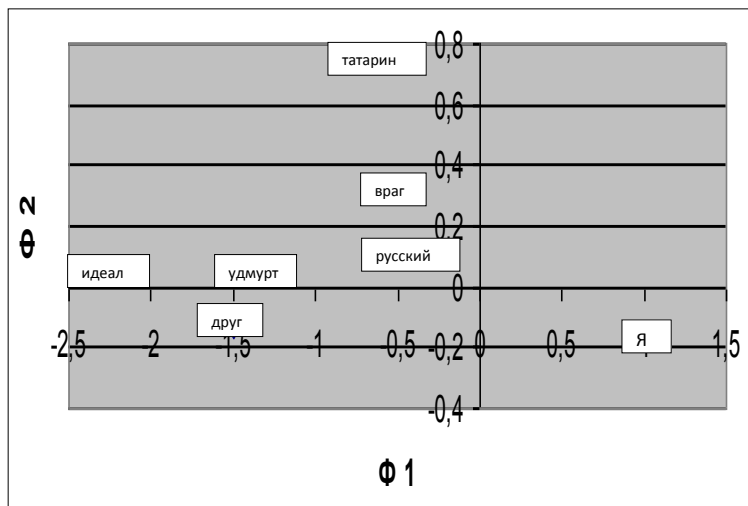 татарин
0,8
0,6
0,4
враг
0,2
русский
Ф 2
идеал
удмурт
0
друг
Я
-2,5
-2
-1,5
-1
-0,5
-0,2
0
0,5
1
1,5
-0,4
Ф 1